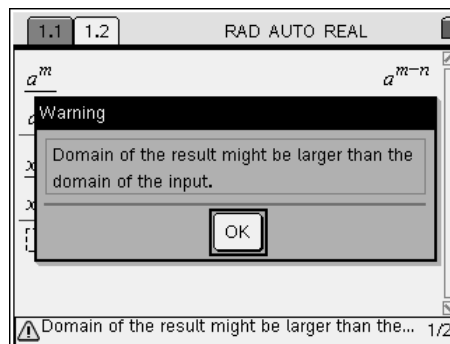 1.1 1.2 RAD AUTO REAL
a^m a^{m-n}
Warning
Domain of the result might be larger than the
domain of the input.
OK
Domain of the result might be larger than the... 1/2